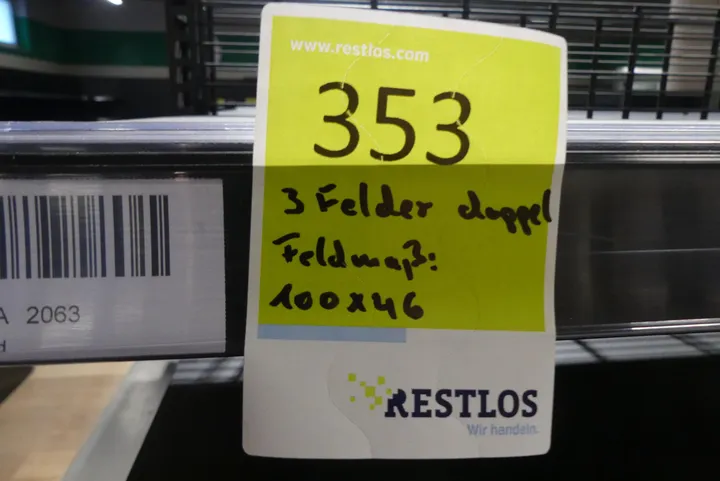 www.restlos.com
353
3 Felder doppel
Feldmaß:
100x46
A 2063
RESTLOS
Wir handeln.